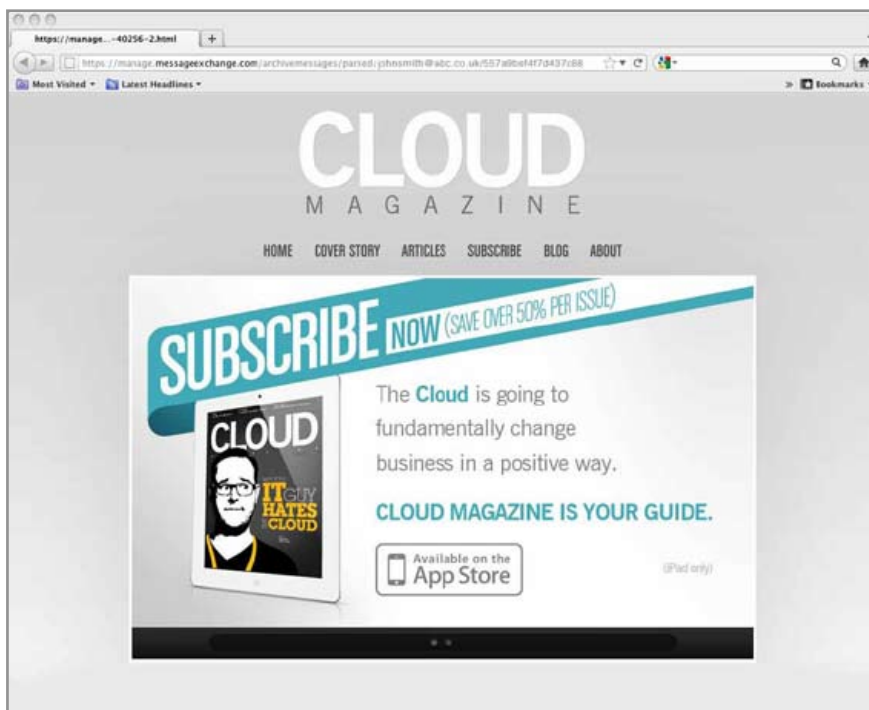 https://manage...-40256-2.html
https://manage.messageexchange.com/archivemessages/parsed/johnsmith@abc.co.uk/557a9bef4f7d437c88
Most Visited
Latest Headlines
Bookmarks
CLOUD
MAGAZINE
HOME COVER STORY ARTICLES SUBSCRIBE BLOG ABOUT
SUBSCRIBE NOW (SAVE OVER 50% PER ISSUE)
The Cloud is going to
fundamentally change
business in a positive way.
CLOUD MAGAZINE IS YOUR GUIDE.
Available on the
App Store
(iPad only)
CLOUD
IT GUY
HATES
CLOUD